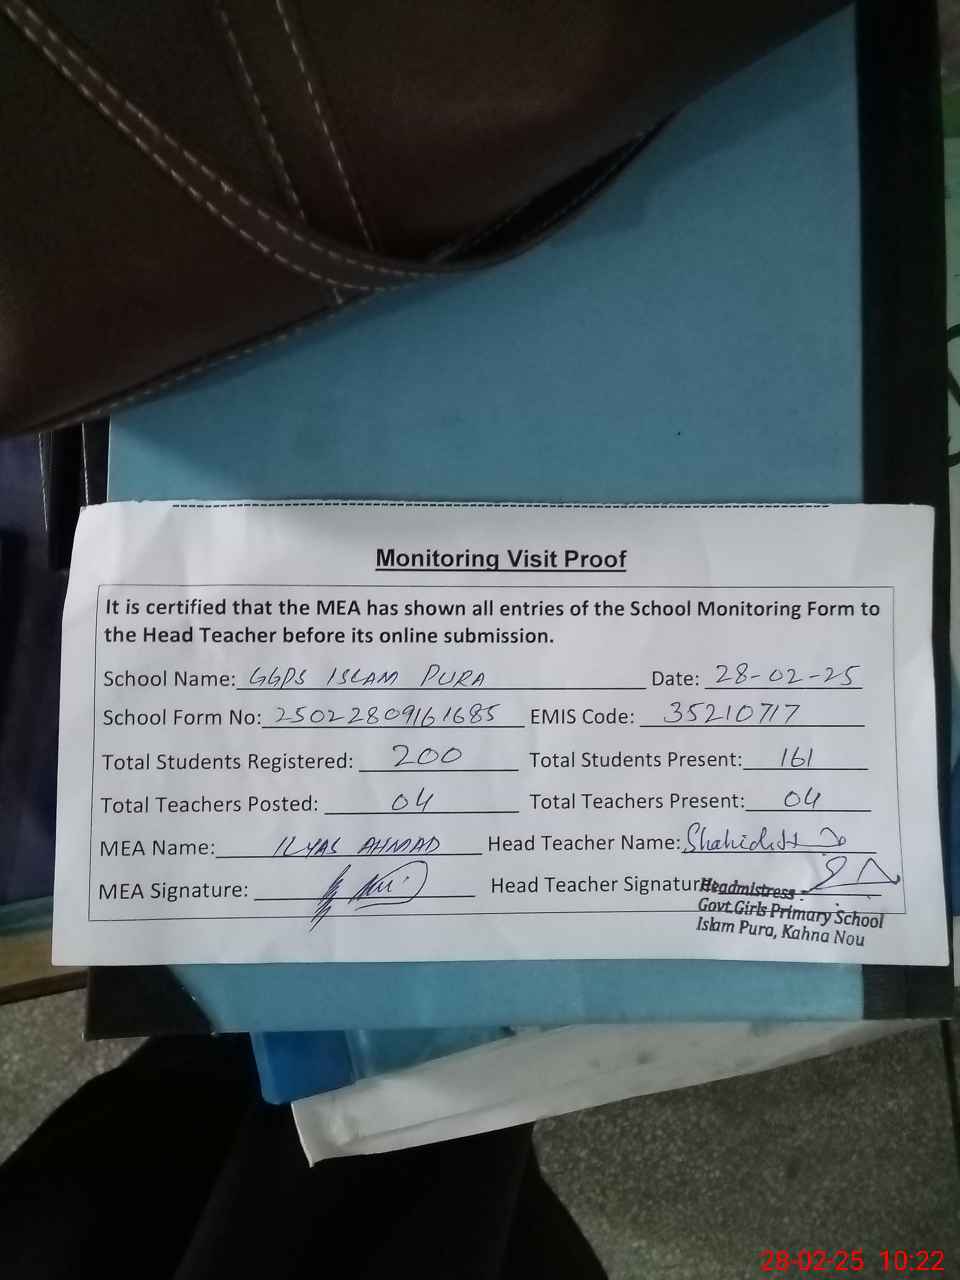 Monitoring Visit Proof
It is certified that the MEA has shown all entries of the School Monitoring Form to
the Head Teacher before its online submission.
School Name: GGPS ISLAM PURA Date: 28-02-25
School Form No: 25022809161685 EMIS Code: 35210717
Total Students Registered: 200 Total Students Present: 161
Total Teachers Posted: 04 Total Teachers Present: 04
MEA Name: ILYAS AHMAD Head Teacher Name:
MEA Signature: Head Teacher Signatur
Headmistress
Govt.Girls Primary School
Islam Pura, Kahna Nou
28-02-25 10:22